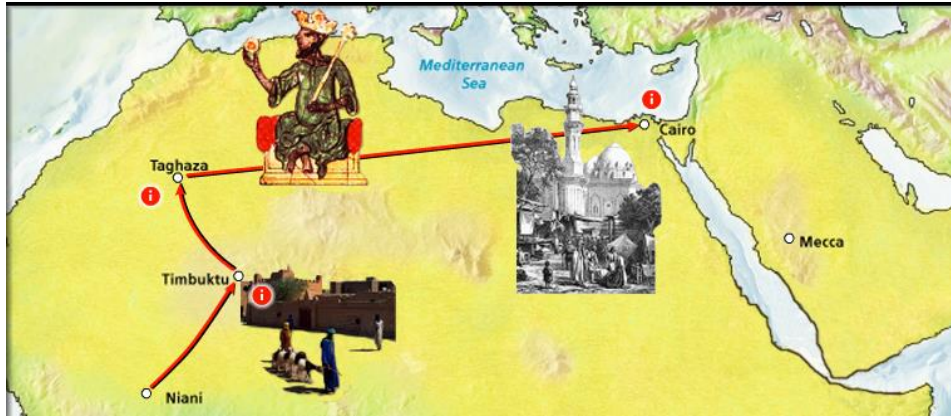 Mediterranean
Sea
i
Cairo
Taghaza
i
Mecca
Timbuktu
i
Niani